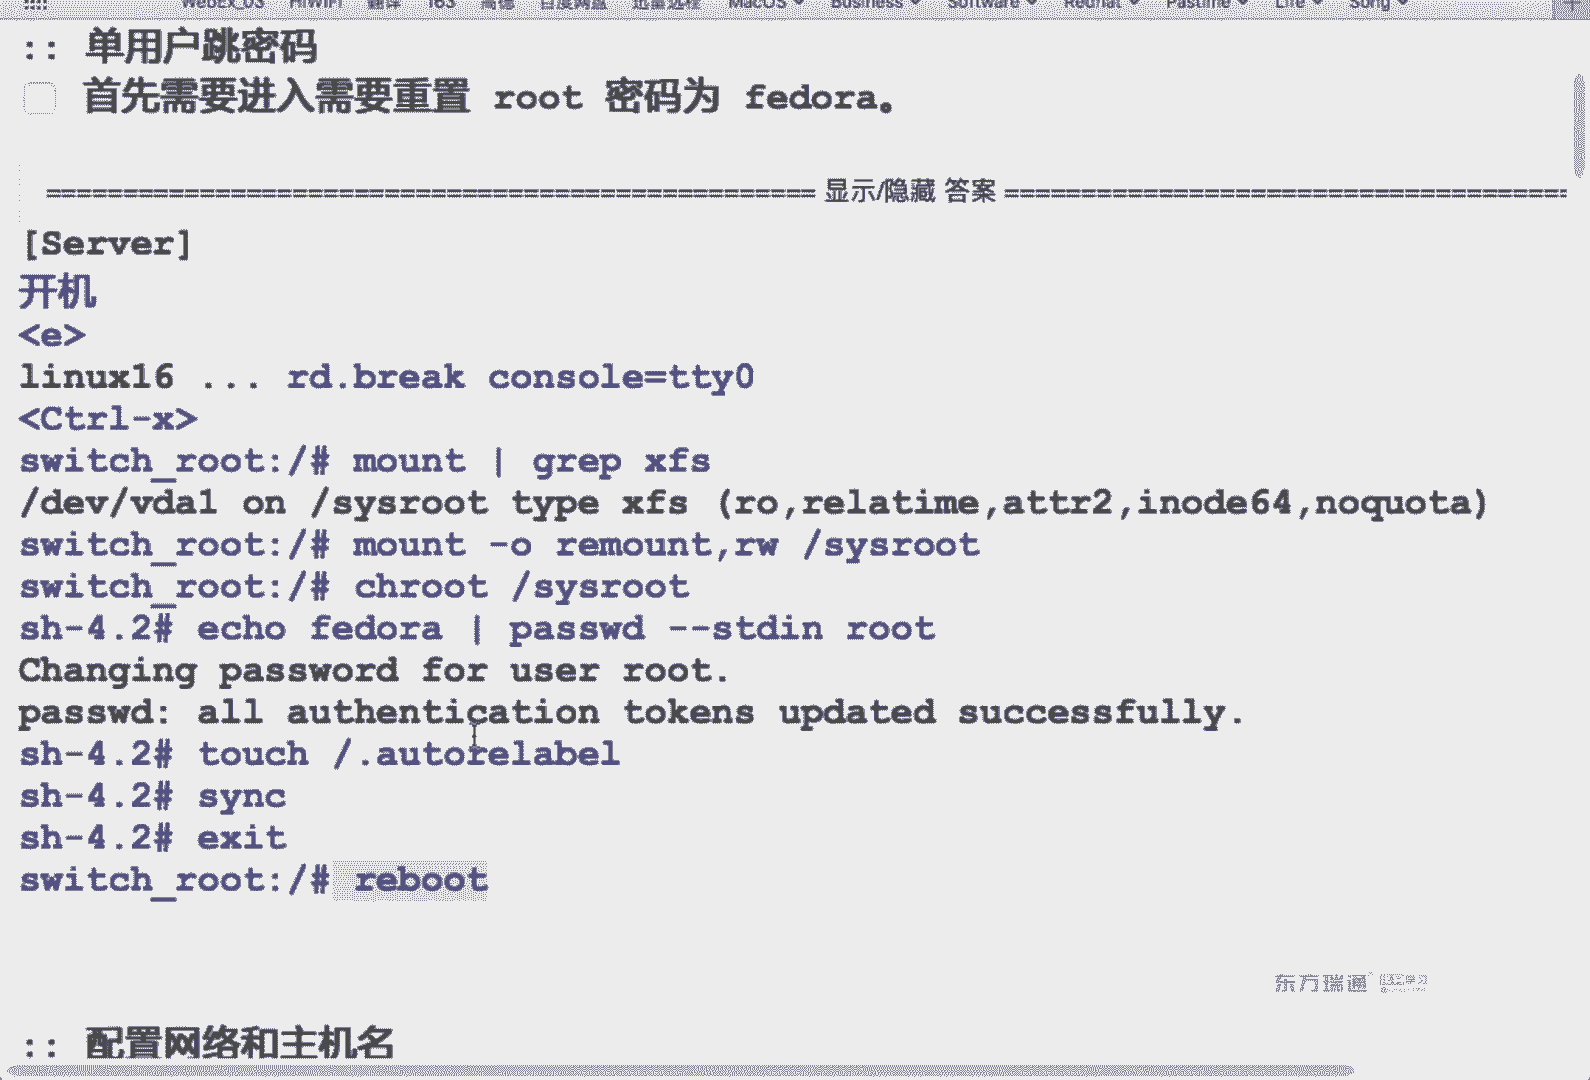 WebEx_US HiWiFi 翻译 163 高德 百度网盘 迅雷远程 MacOS Business Software RedHat Pastime Life Song
:: 单用户跳密码
首先需要进入需要重置 root 密码为 fedora。
================================================== 显示/隐藏 答案 =====================================
[Server]
开机
<e>
linux16 ... rd.break console=tty0
<Ctrl-x>
switch_root:/# mount | grep xfs
/dev/vda1 on /sysroot type xfs (ro,relatime,attr2,inode64,noquota)
switch_root:/# mount -o remount,rw /sysroot
switch_root:/# chroot /sysroot
sh-4.2# echo fedora | passwd --stdin root
Changing password for user root.
passwd: all authentication tokens updated successfully.
sh-4.2# touch /.autorelabel
sh-4.2# sync
sh-4.2# exit
switch_root:/# reboot
东方瑞通
:: 配置网络和主机名